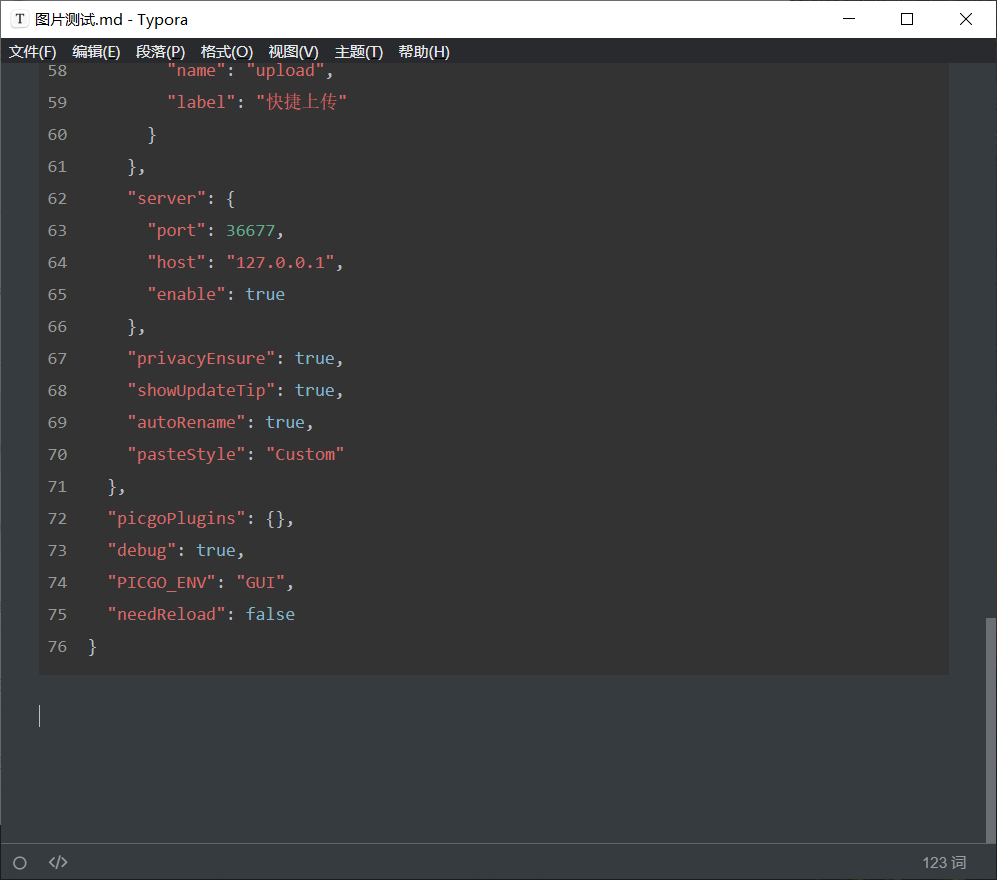 图片测试.md - Typora
文件(F) 编辑(E) 段落(P) 格式(O) 视图(V) 主题(T) 帮助(H)
58 "name": "upload",
59 "label": "快捷上传"
60 }
61 },
62 "server": {
63 "port": 36677,
64 "host": "127.0.0.1",
65 "enable": true
66 },
67 "privacyEnsure": true,
68 "showUpdateTip": true,
69 "autoRename": true,
70 "pasteStyle": "Custom"
71 },
72 "picgoPlugins": {},
73 "debug": true,
74 "PICGO_ENV": "GUI",
75 "needReload": false
76 }
</> 123 词